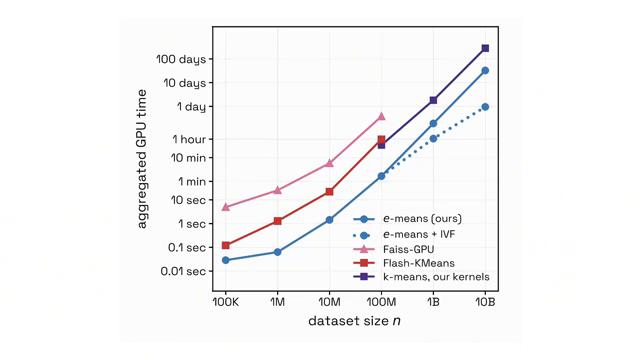 100 days
10 days
1 day
1 hour
10 min
1 min
10 sec
1 sec
0.1 sec
0.01 sec
aggregated GPU time
e-means (ours)
e-means + IVF
Faiss-GPU
Flash-KMeans
k-means, our kernels
100K 1M 10M 100M 1B 10B
dataset size n